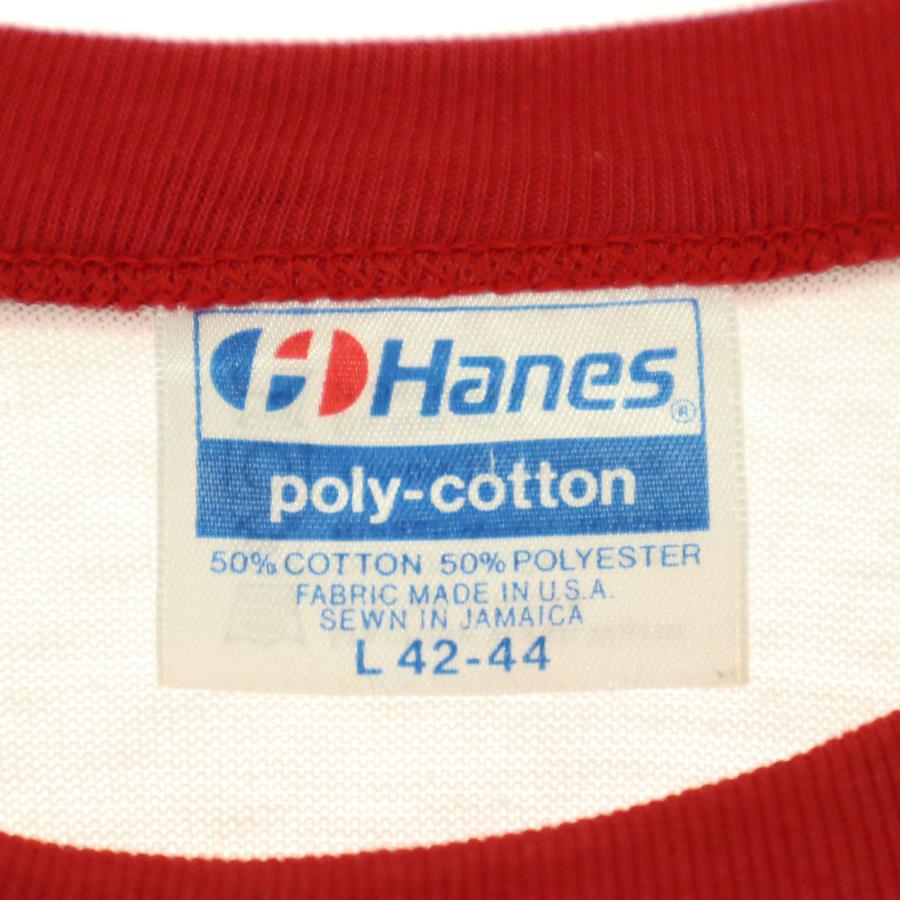 Hanes®
poly-cotton
50% COTTON 50% POLYESTER
FABRIC MADE IN U.S.A.
SEWN IN JAMAICA
L 42-44